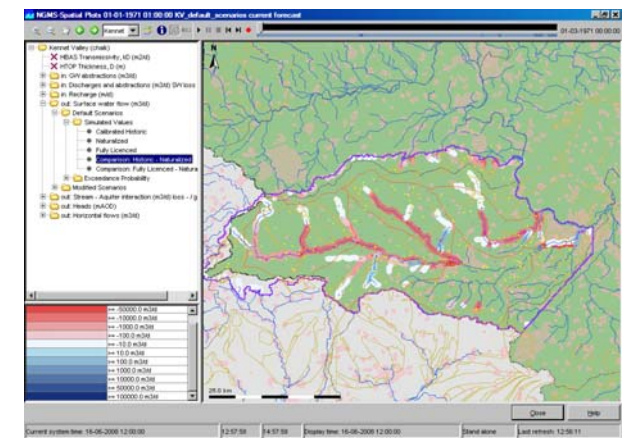 NGMS-Spatial Plots 01-01-1971 01:00:00 KV_default_scenarios current forecast
Kennet
01-03-1971 00:00:00
Kennet Valley (chalk)
HBAS Transmissivity, kD (m2/d)
HTOP Thickness, D (m)
in: GW abstractions (m3/d)
in: Discharges and abstractions (m3/d) GW loss
in: Recharge (m/d)
out: Surface water flow (m3/d)
Default Scenarios
Simulated Values
Calibrated Historic
Naturalized
Fully Licenced
Comparison: Historic - Naturalized
Comparison: Fully Licenced - Natura
Exceedance Probability
Modified Scenarios
out: Stream - Aquifer interaction (m3/d) loss - / g
out: Heads (mAOD)
out: Horizontal flows (m3/d)
N
>= -50000.0 m3/d
>= -10000.0 m3/d
>= -1000.0 m3/d
>= -100.0 m3/d
>= -10.0 m3/d
>= 10.0 m3/d
>= 100.0 m3/d
>= 1000.0 m3/d
>= 10000.0 m3/d
>= 50000.0 m3/d
>= 100000.0 m3/d
25.0 km
Close
Help
Current system time: 16-06-2008 12:00:00
12:57:58
14:57:58
Display time: 16-06-2008 12:00:00
Stand alone
Last refresh: 12:56:11